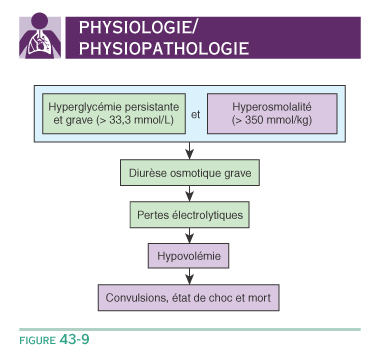 PHYSIOLOGIE/
PHYSIOPATHOLOGIE
Hyperglycémie persistante
et grave (> 33,3 mmol/L)
et
Hyperosmolalité
(> 350 mmol/kg)
Diurèse osmotique grave
Pertes électrolytiques
Hypovolémie
Convulsions, état de choc et mort
FIGURE 43-9